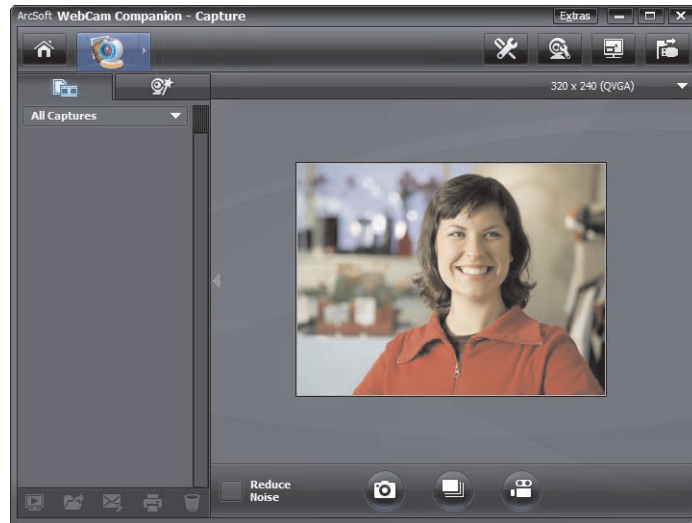 ArcSoft WebCam Companion - Capture
Extras
320 x 240 (QVGA)
All Captures
Reduce
Noise